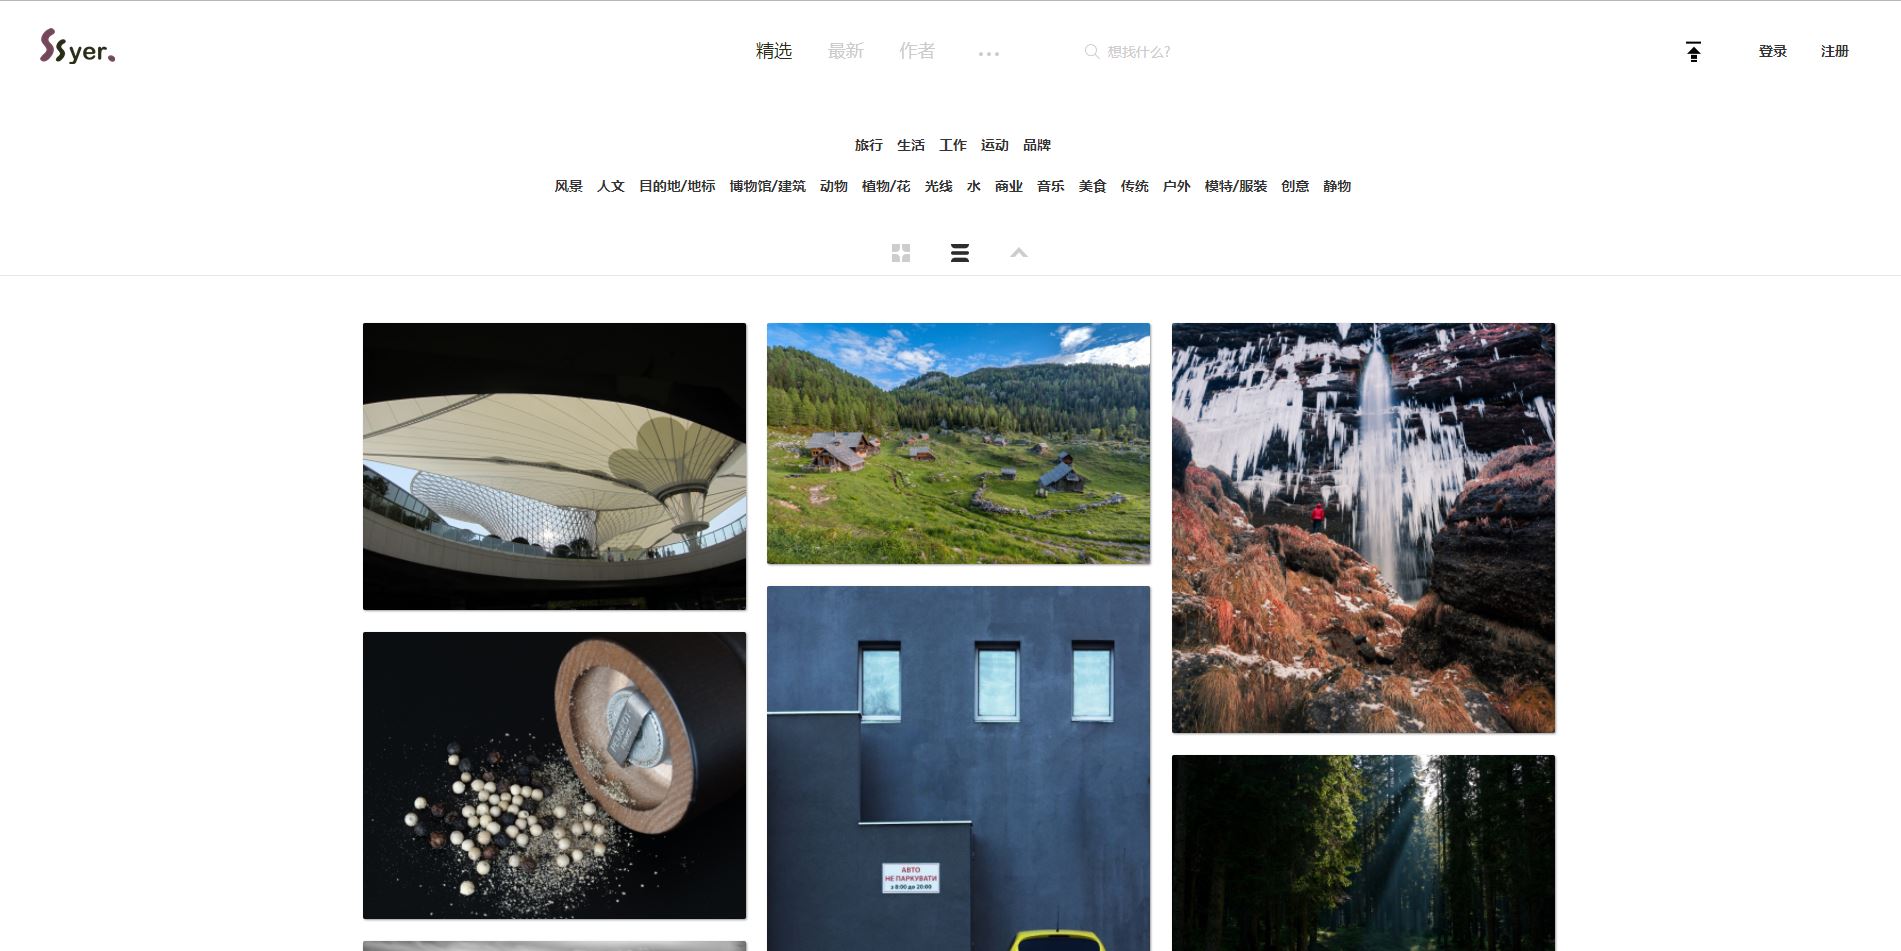 Ssyer.
精选 最新 作者 ... 想找什么? 登录 注册
旅行 生活 工作 运动 品牌
风景 人文 目的地/地标 博物馆/建筑 动物 植物/花 光线 水 商业 音乐 美食 传统 户外 模特/服装 创意 静物
АВТО
НЕ ПАРКУВАТИ
з 8:00 до 20:00